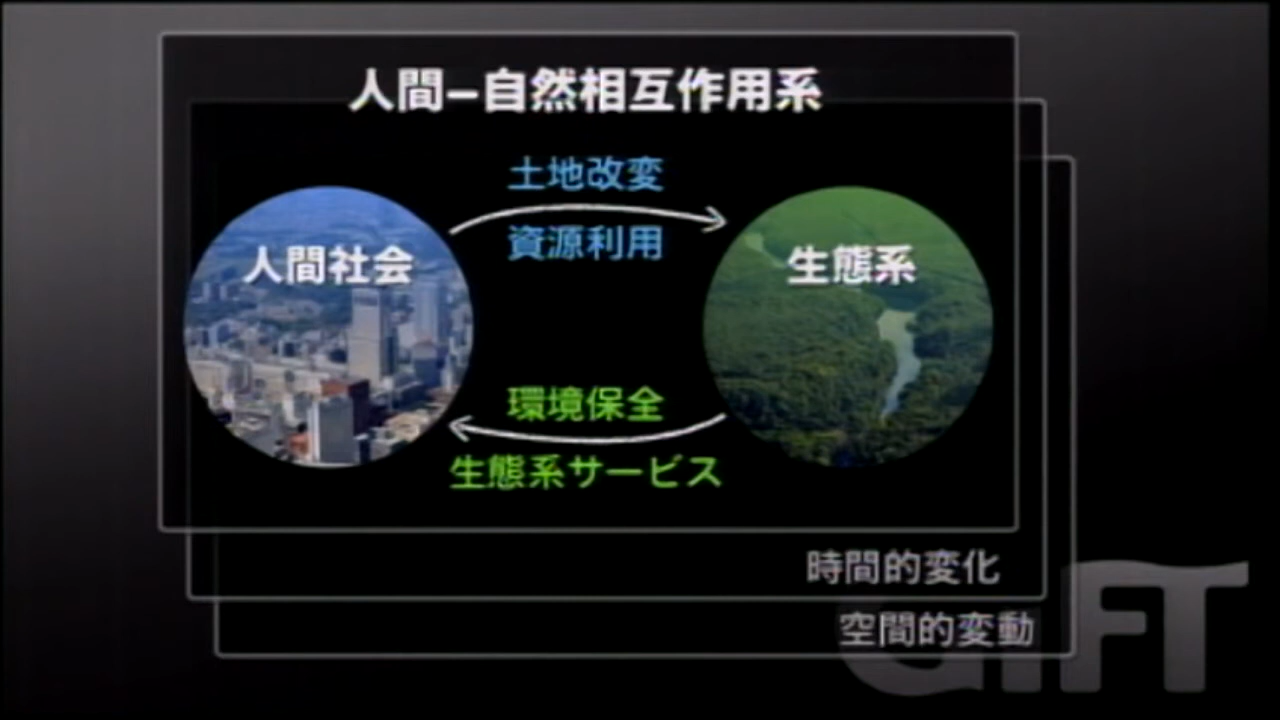 人間−自然相互作用系
土地改変
資源利用
人間社会
生態系
環境保全
生態系サービス
時間的変化
空間的変動
GIFT